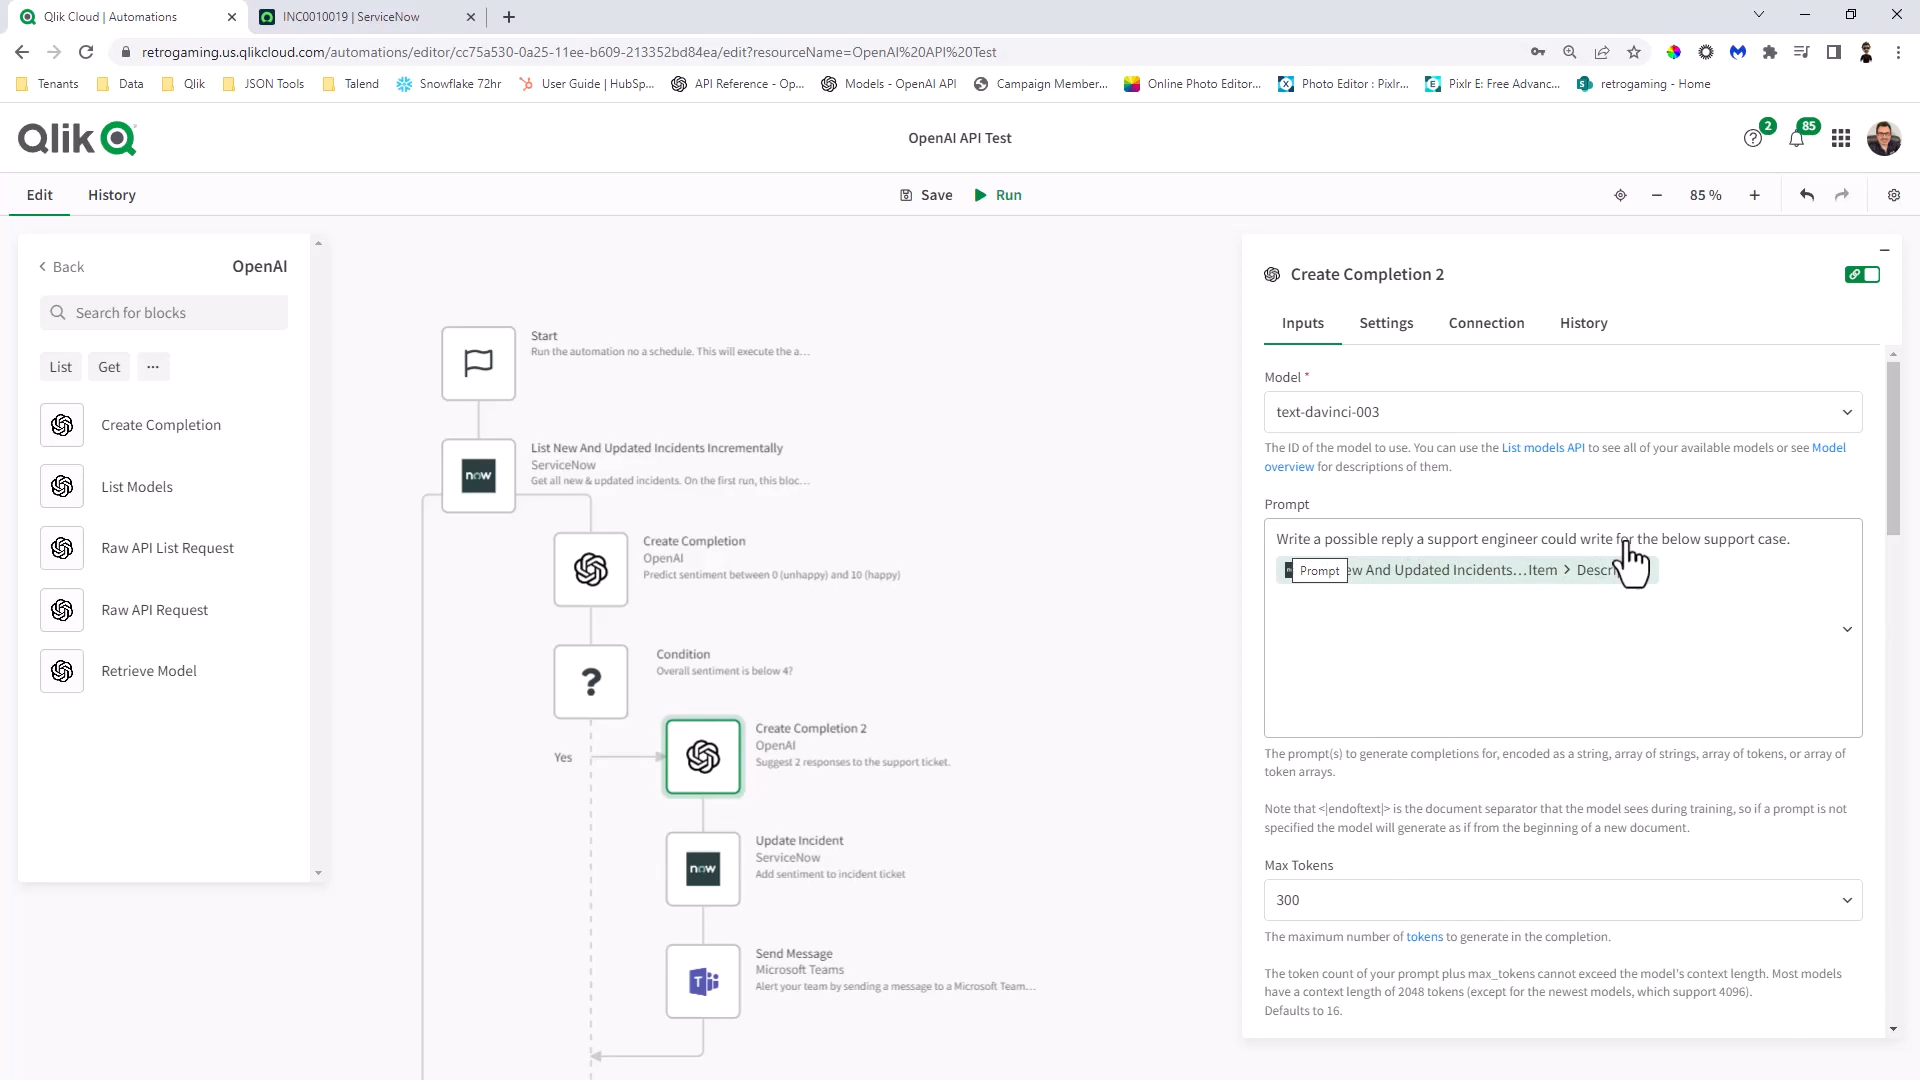 Qlik Cloud | Automations
INC0010019 | ServiceNow
retrogaming.us.qlikcloud.com/automations/editor/cc75a530-0a25-11ee-b609-213352bd84ea/edit?resourceName=OpenAI%20API%20Test
Tenants
Data
Qlik
JSON Tools
Talend
Snowflake 72hr
User Guide | HubSp...
API Reference - Op...
Models - OpenAI API
Campaign Member...
Online Photo Editor...
Photo Editor : Pixlr...
Pixlr E: Free Advanc...
retrogaming - Home
Qlik
OpenAI API Test
2
85
Edit
History
Save
Run
85 %
Back
OpenAI
Search for blocks
List
Get
...
Create Completion
List Models
Raw API List Request
Raw API Request
Retrieve Model
Start
Run the automation no a schedule. This will execute the a...
now
List New And Updated Incidents Incrementally
ServiceNow
Get all new & updated incidents. On the first run, this bloc...
Create Completion
OpenAI
Predict sentiment between 0 (unhappy) and 10 (happy)
?
Condition
Overall sentiment is below 4?
Yes
Create Completion 2
OpenAI
Suggest 2 responses to the support ticket.
now
Update Incident
ServiceNow
Add sentiment to incident ticket
Send Message
Microsoft Teams
Alert your team by sending a message to a Microsoft Team...
Create Completion 2
Inputs
Settings
Connection
History
Model *
text-davinci-003
The ID of the model to use. You can use the List models API to see all of your available models or see Model
overview for descriptions of them.
Prompt
Write a possible reply a support engineer could write for the below support case.
Prompt
And Updated Incidents...Item >
The prompt(s) to generate completions for, encoded as a string, array of strings, array of tokens, or array of
token arrays.
Note that <|endoftext|> is the document separator that the model sees during training, so if a prompt is not
specified the model will generate as if from the beginning of a new document.
Max Tokens
300
The maximum number of tokens to generate in the completion.
The token count of your prompt plus max_tokens cannot exceed the model's context length. Most models
have a context length of 2048 tokens (except for the newest models, which support 4096).
Defaults to 16.